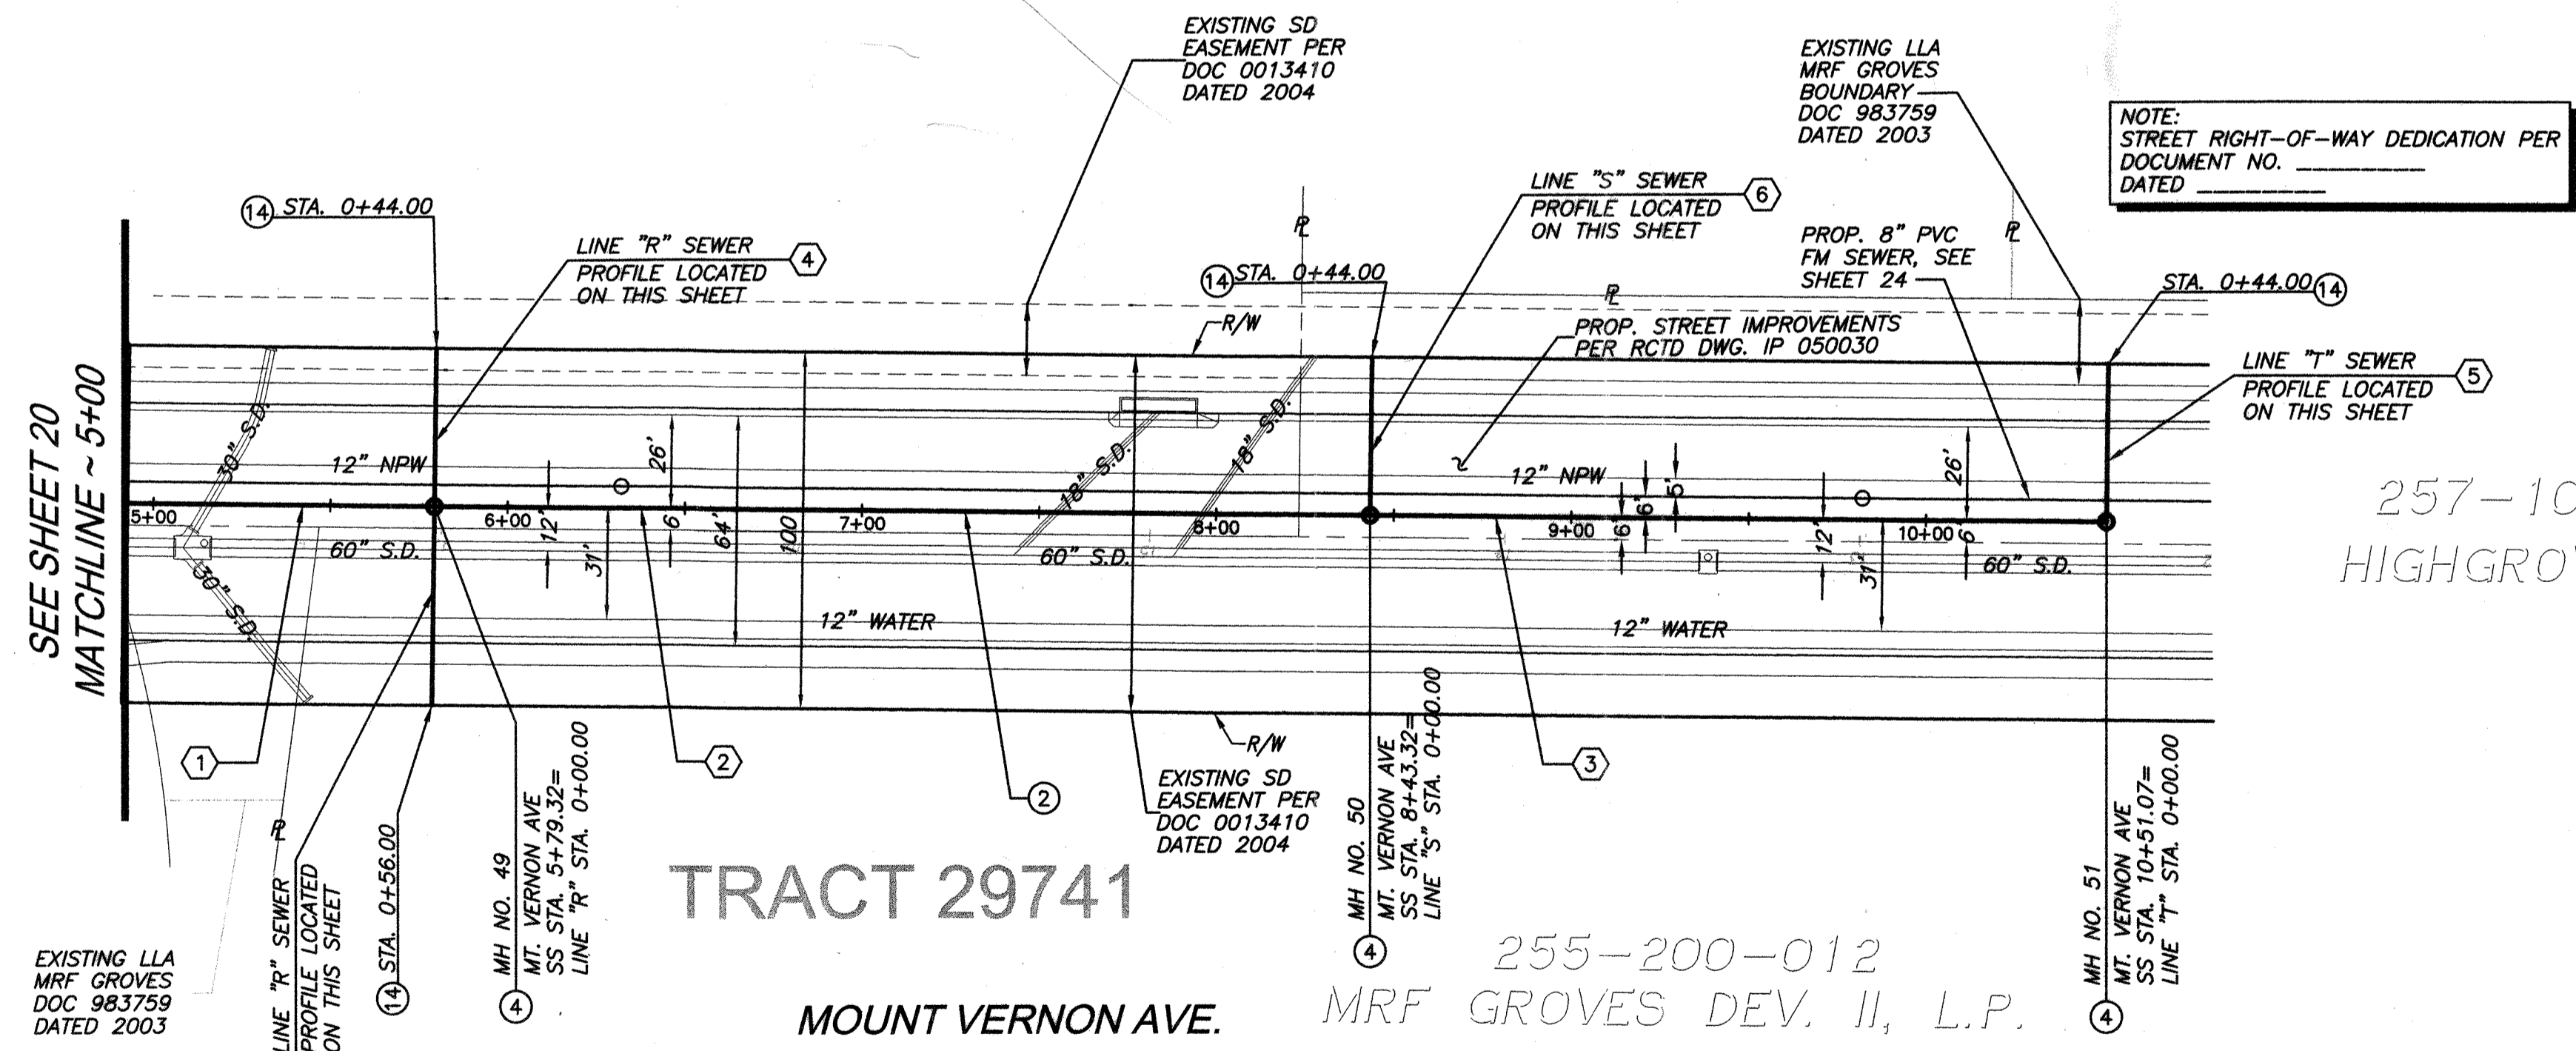 EXISTING SD
EASEMENT PER
DOC 0013410
DATED 2004
EXISTING LLA
MRF GROVES
BOUNDARY
DOC 983759
DATED 2003
NOTE:
STREET RIGHT-OF-WAY DEDICATION PER
DOCUMENT NO. _________
DATED _________
14 STA. 0+44.00
LINE "R" SEWER
PROFILE LOCATED
ON THIS SHEET
4
LINE "S" SEWER
PROFILE LOCATED
ON THIS SHEET
6
PROP. 8" PVC
FM SEWER, SEE
SHEET 24
14 STA. 0+44.00
STA. 0+44.00 14
R/W
PROP. STREET IMPROVEMENTS
PER RCTD DWG. IP 050030
LINE "T" SEWER
PROFILE LOCATED
ON THIS SHEET
5
SEE SHEET 20
MATCHLINE ~ 5+00
30" S.D.
12" NPW
26'
18" S.D.
18" S.D.
12" NPW
26'
5+00
6+00
7+00
8+00
9+00
10+00
12'
31'
6'
64'
100'
6'
6"
5'
12'
31'
6'
60" S.D.
60" S.D.
60" S.D.
30" S.D.
12" WATER
12" WATER
257-10
HIGHGROV
1
2
2
3
R/W
EXISTING SD
EASEMENT PER
DOC 0013410
DATED 2004
EXISTING LLA
MRF GROVES
DOC 983759
DATED 2003
LINE "R" SEWER
PROFILE LOCATED
ON THIS SHEET
14 STA. 0+56.00
MH NO. 49
MT. VERNON AVE
SS STA. 5+79.32=
LINE "R" STA. 0+00.00
4
TRACT 29741
MH NO. 50
MT. VERNON AVE
SS STA. 8+43.32=
LINE "S" STA. 0+00.00
4
MH NO. 51
MT. VERNON AVE
SS STA. 10+51.07=
LINE "T" STA. 0+00.00
4
255-200-012
MRF GROVES DEV. II, L.P.
MOUNT VERNON AVE.